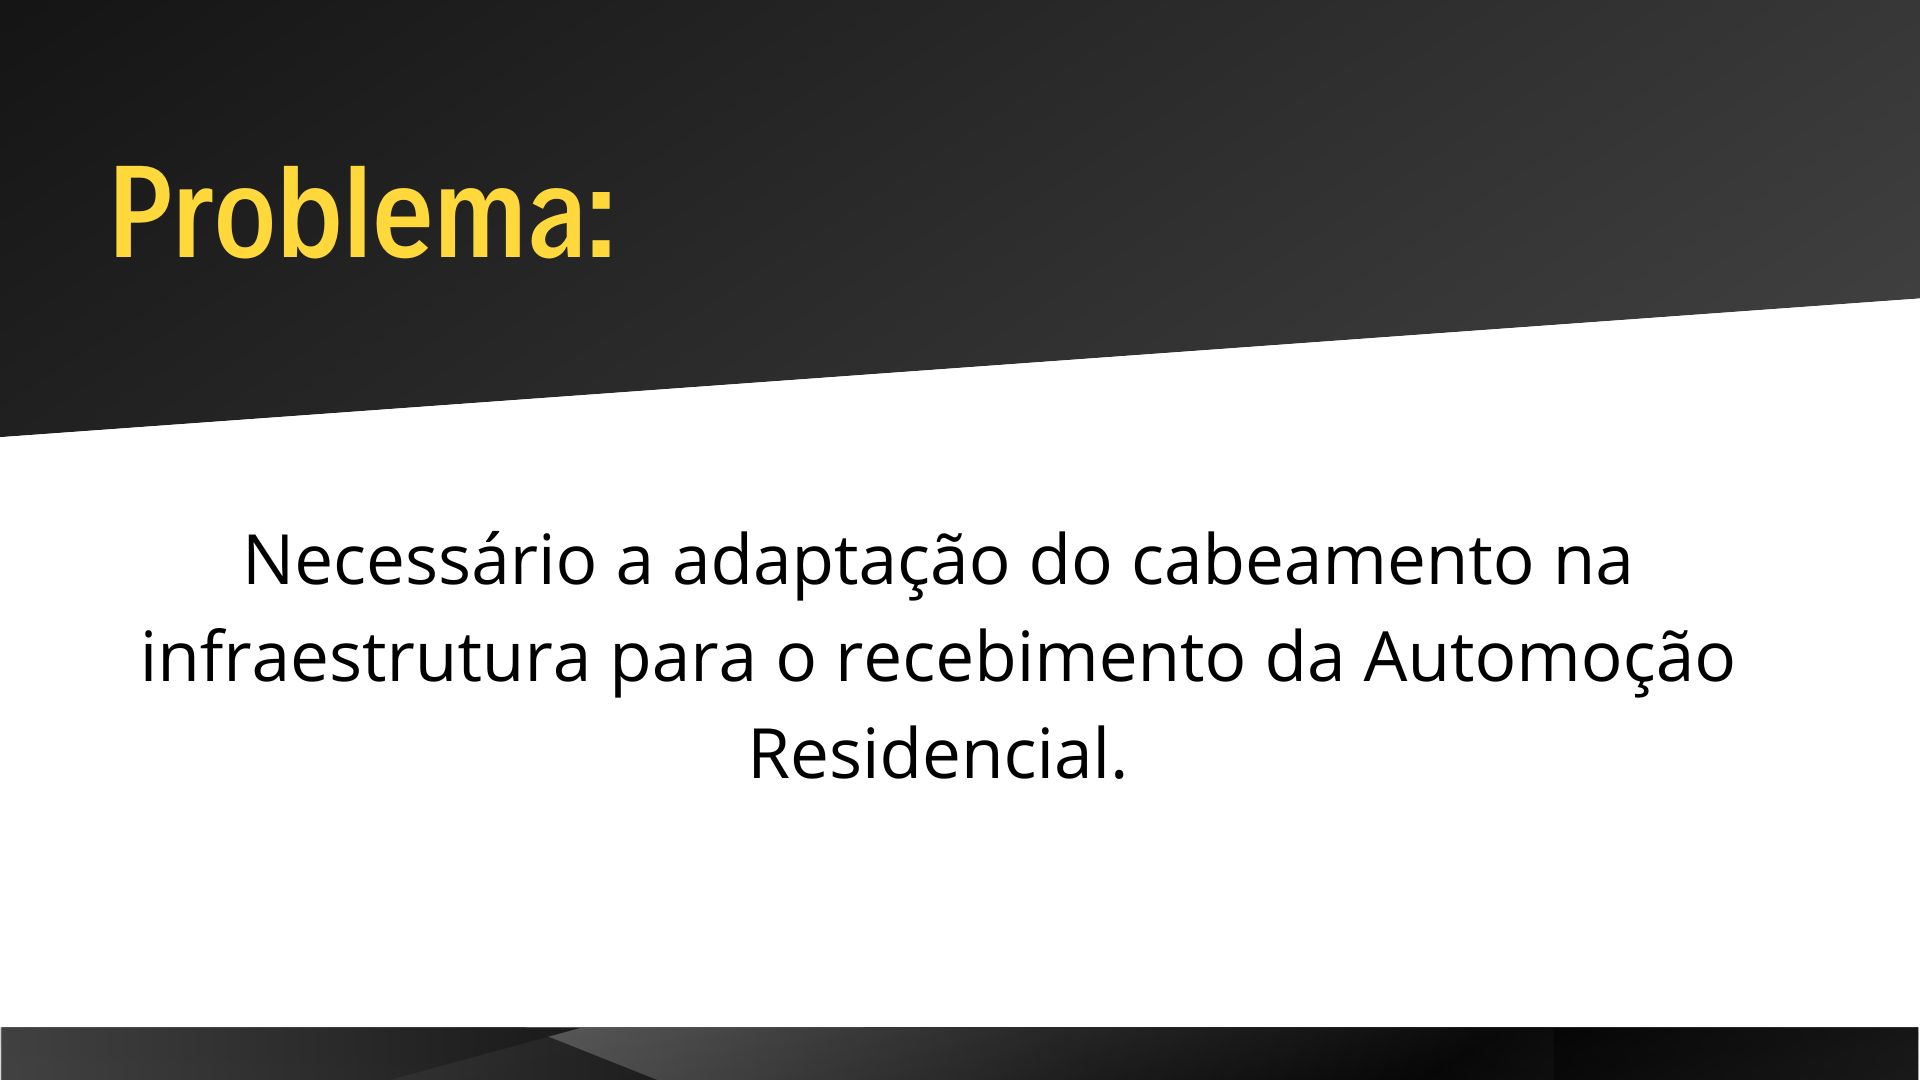 Problema:
Necessário a adaptação do cabeamento na
infraestrutura para o recebimento da Automoção
Residencial.